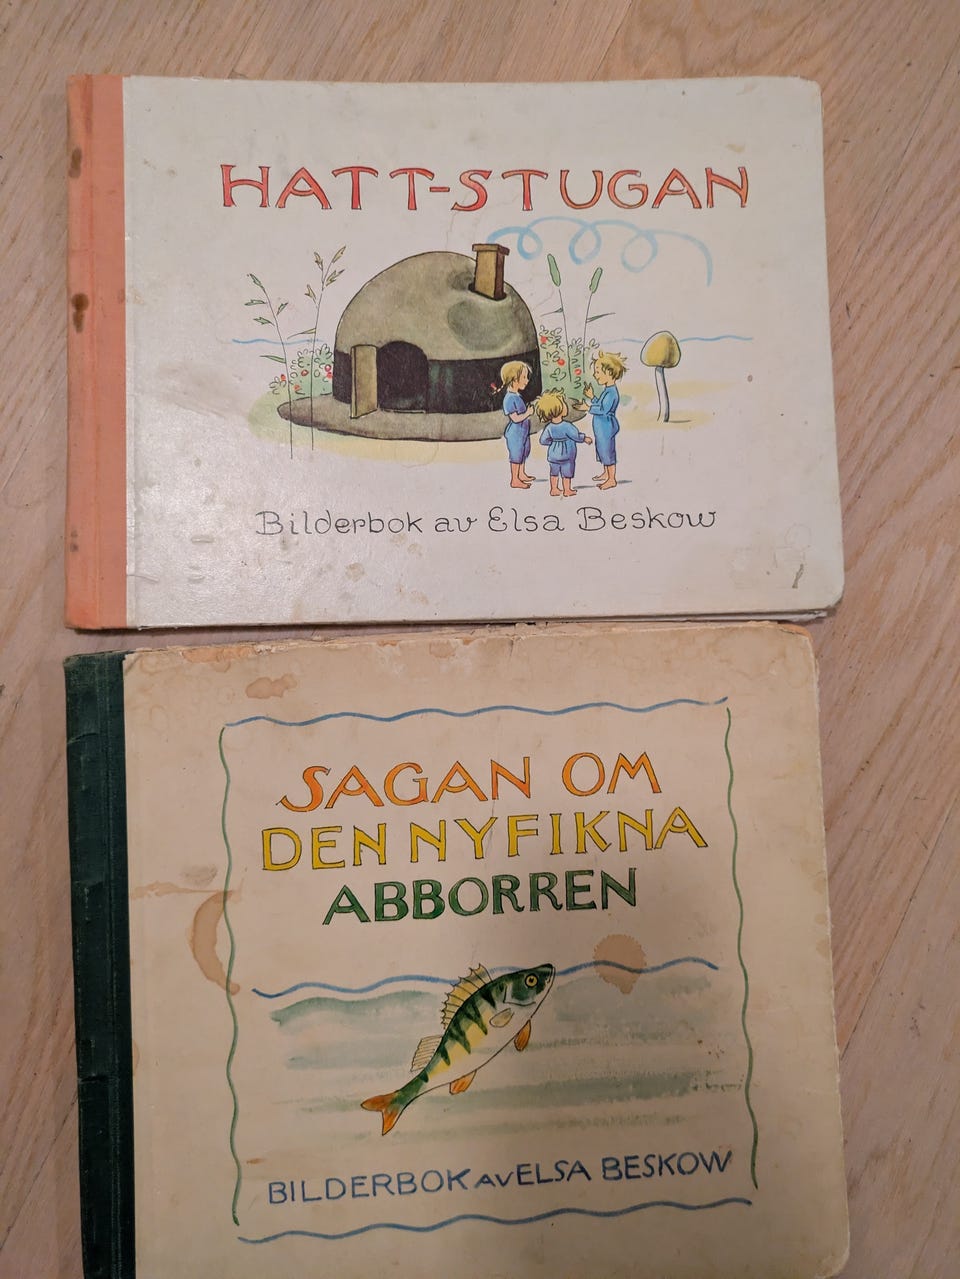 HATT-STUGAN
Bilderbok av Elsa Beskow
SAGAN OM
DEN NYFIKNA
ABBORREN
BILDERBOK AV ELSA BESKOW